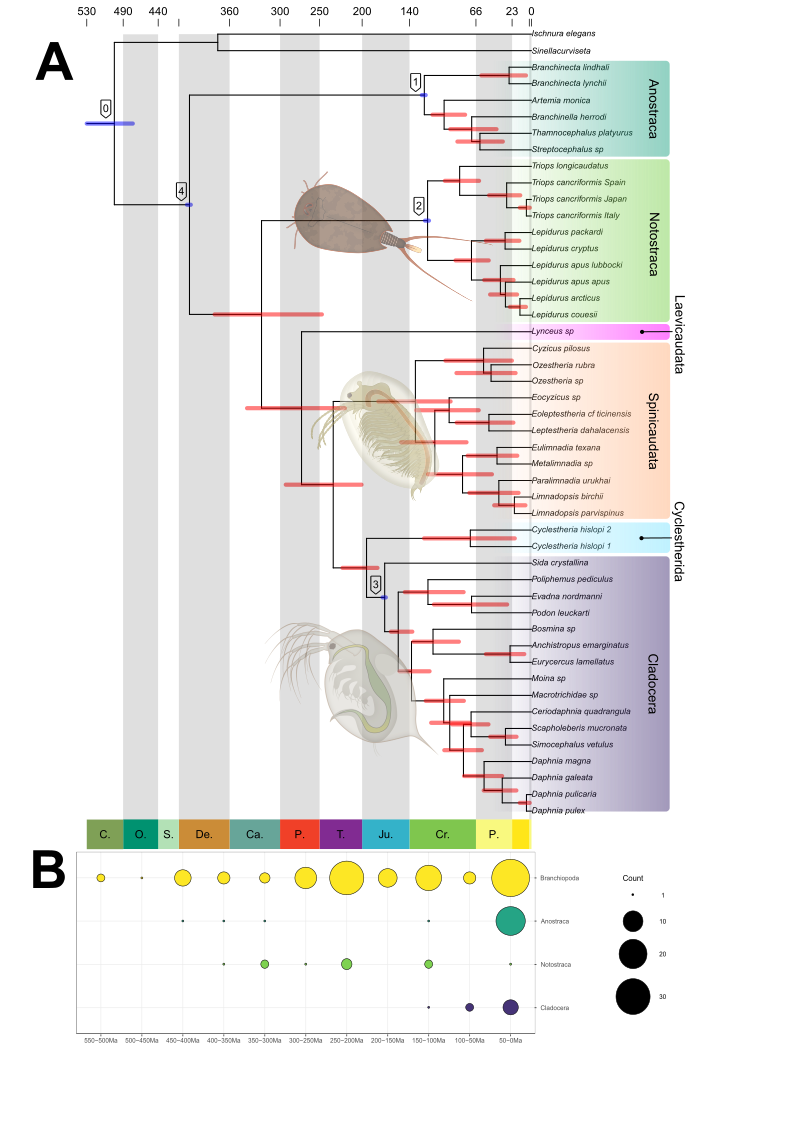 530 490 440 360 300 250 200 140 66 23 0
A
Ischnura elegans
Sinellacurviseta
Branchinecta lindhali
Branchinecta lynchii
Artemia monica
Branchinella herrodi
Thamnocephalus platyurus
Streptocephalus sp
Anostraca
Triops longicaudatus
Triops cancriformis Spain
Triops cancriformis Japan
Triops cancriformis Italy
Lepidurus packardi
Lepidurus cryptus
Lepidurus apus lubbocki
Lepidurus apus apus
Lepidurus arcticus
Lepidurus couesii
Notostraca
Lynceus sp
Laevicaudata
Cyzicus pilosus
Ozestheria rubra
Ozestheria sp
Eocyzicus sp
Eoleptestheria cf ticinensis
Leptestheria dahalacensis
Eulimnadia texana
Metalimnadia sp
Paralimnadia urukhai
Limnadopsis birchii
Limnadopsis parvispinus
Spinicaudata
Cyclestheria hislopi 2
Cyclestheria hislopi 1
Cyclestherida
Sida crystallina
Poliphemus pediculus
Evadna nordmanni
Podon leuckarti
Bosmina sp
Anchistropus emarginatus
Eurycercus lamellatus
Moina sp
Macrotrichidae sp
Ceriodaphnia quadrangula
Scapholeberis mucronata
Simocephalus vetulus
Daphnia magna
Daphnia galeata
Daphnia pulicaria
Daphnia pulex
Cladocera
0
1
4
2
3
C. O. S. De. Ca. P. T. Ju. Cr. P.
B
Branchiopoda
Anostraca
Notostraca
Cladocera
Count
1
10
20
30
550−500Ma 500−450Ma 450−400Ma 400−350Ma 350−300Ma 300−250Ma 250−200Ma 200−150Ma 150−100Ma 100−50Ma 50−0Ma